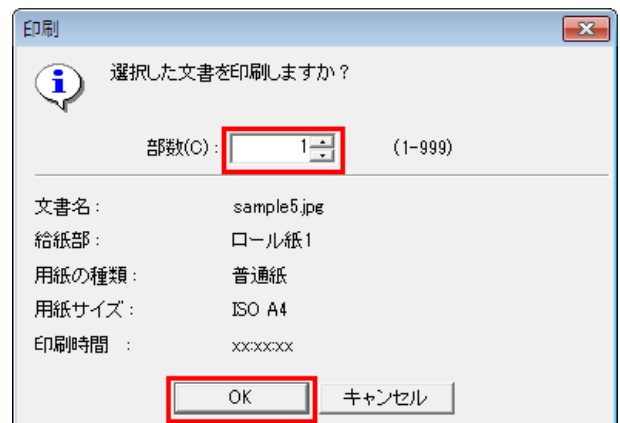 印刷
選択した文書を印刷しますか？
部数(C)： 1 (1-999)
文書名： sample5.jpg
給紙部： ロール紙1
用紙の種類： 普通紙
用紙サイズ： ISO A4
印刷時間 ： xx:xx:xx
OK キャンセル